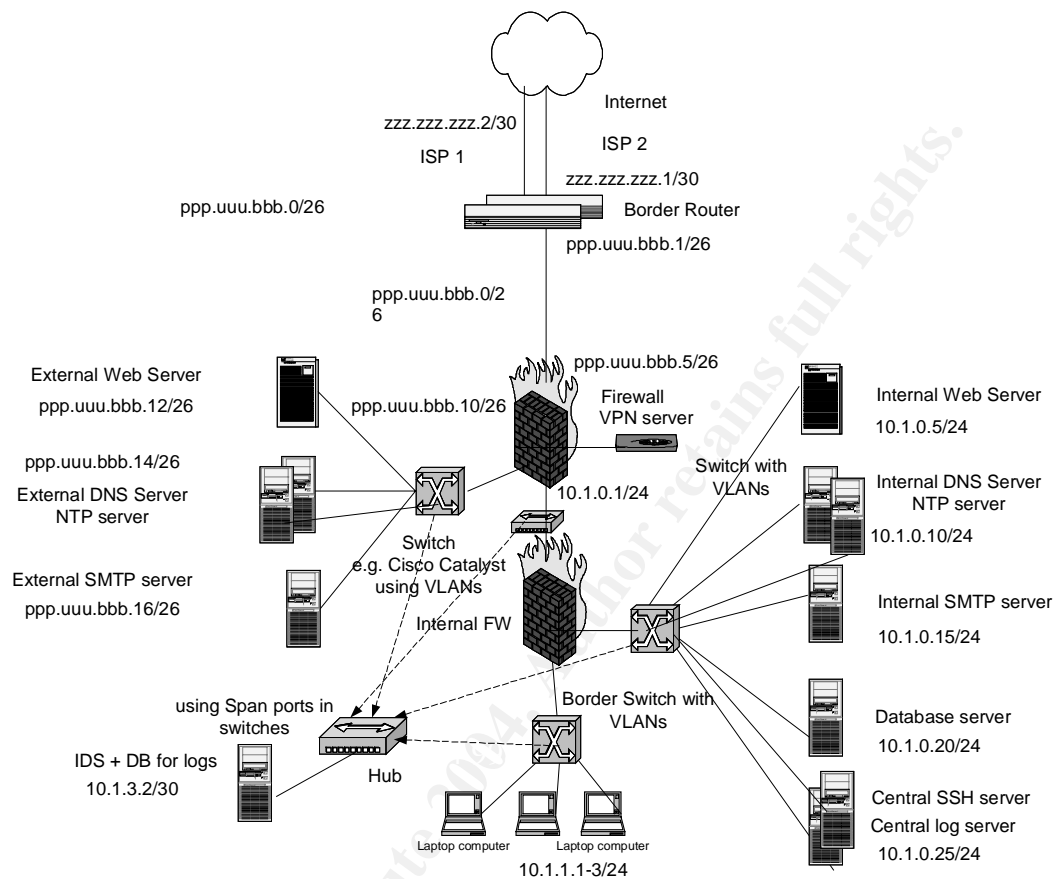 Internet
zzz.zzz.zzz.2/30
ISP 1
ISP 2
zzz.zzz.zzz.1/30
ppp.uuu.bbb.0/26
Border Router
ppp.uuu.bbb.1/26
ppp.uuu.bbb.0/2
6
ppp.uuu.bbb.5/26
External Web Server
ppp.uuu.bbb.12/26
ppp.uuu.bbb.10/26
Firewall
VPN server
Internal Web Server
10.1.0.5/24
ppp.uuu.bbb.14/26
External DNS Server
NTP server
10.1.0.1/24
Switch with
VLANs
Internal DNS Server
NTP server
10.1.0.10/24
Switch
e.g. Cisco Catalyst
using VLANs
External SMTP server
ppp.uuu.bbb.16/26
Internal FW
Internal SMTP server
10.1.0.15/24
using Span ports in
switches
Border Switch with
VLANs
Database server
10.1.0.20/24
IDS + DB for logs
10.1.3.2/30
Hub
Central SSH server
Central log server
10.1.0.25/24
Laptop computer
Laptop computer
10.1.1.1-3/24
ute 2004, Author retains full rights.